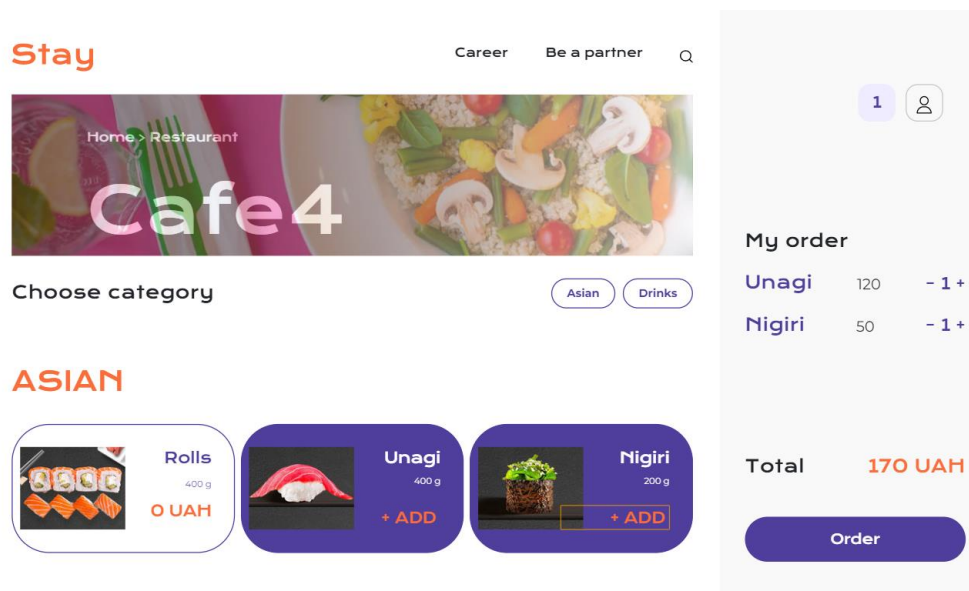 Stay
Career
Be a partner
Home > Restaurant
Cafe4
Choose category
Asian
Drinks
ASIAN
Rolls
400 g
0 UAH
Unagi
400 g
+ ADD
Nigiri
200 g
+ ADD
1
My order
Unagi 120 - 1 +
Nigiri 50 - 1 +
Total 170 UAH
Order